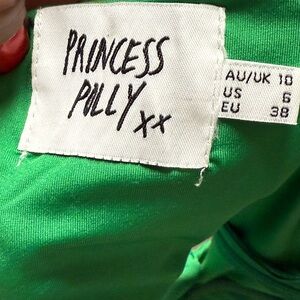 PRINCESS
POLLY xx
AU/UK 10
US 6
EU 38